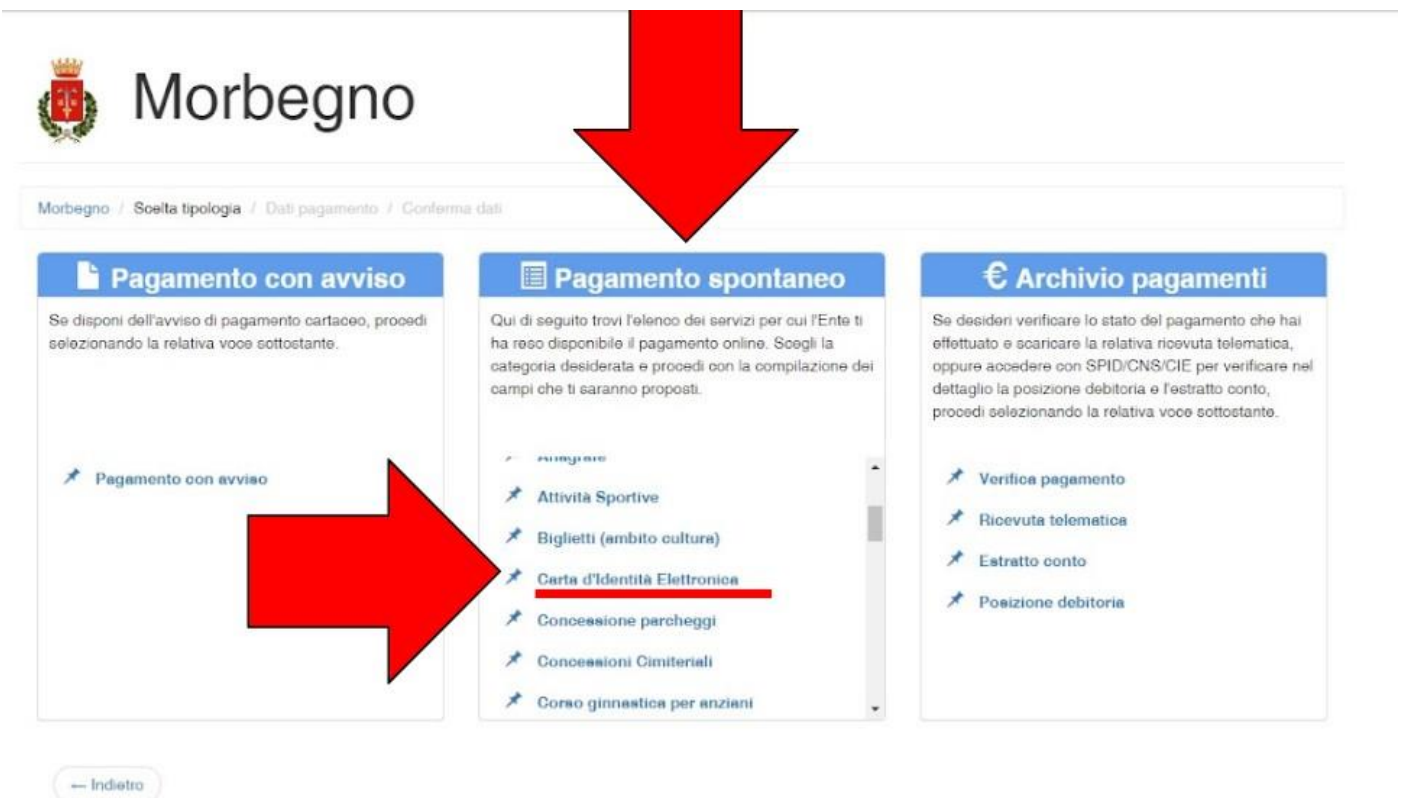 Morbegno
Morbegno / Scelta tipologia / Dati pagamento / Conferma dati
Pagamento con avviso
Se disponi dell'avviso di pagamento cartaceo, procedi
selezionando la relativa voce sottostante.
Pagamento con avviso
Pagamento spontaneo
Qui di seguito trovi l'elenco dei servizi per cui l'Ente ti
ha reso disponibile il pagamento online. Scegli la
categoria desiderata e procedi con la compilazione dei
campi che ti saranno proposti.
Anagrafe
Attività Sportive
Biglietti (ambito cultura)
Carta d'Identità Elettronica
Concessione parcheggi
Concessioni Cimiteriali
Corso ginnastica per anziani
€ Archivio pagamenti
Se desideri verificare lo stato del pagamento che hai
effettuato e scaricare la relativa ricevuta telematica,
oppure accedere con SPID/CNS/CIE per verificare nel
dettaglio la posizione debitoria e l'estratto conto,
procedi selezionando la relativa voce sottostante.
Verifica pagamento
Ricevuta telematica
Estratto conto
Posizione debitoria
← Indietro